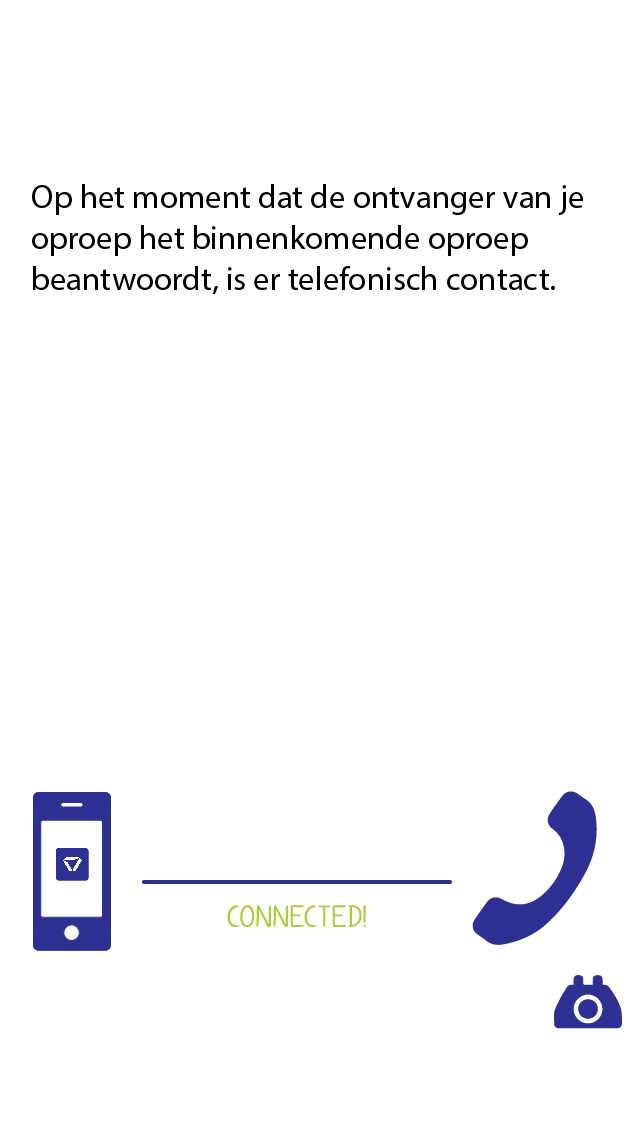 Op het moment dat de ontvanger van je
oproep het binnenkomende oproep
beantwoordt, is er telefonisch contact.
CONNECTED!